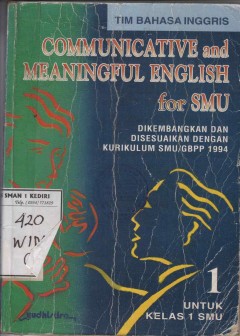 TIM BAHASA INGGRIS
COMMUNICATIVE and
MEANINGFUL ENGLISH
for SMU
DIKEMBANGKAN DAN
DISESUAIKAN DENGAN
KURIKULUM SMU/GBPP 1994
SMAN 1 KEDIRI
420
WID
C
1
UNTUK
KELAS 1 SMU